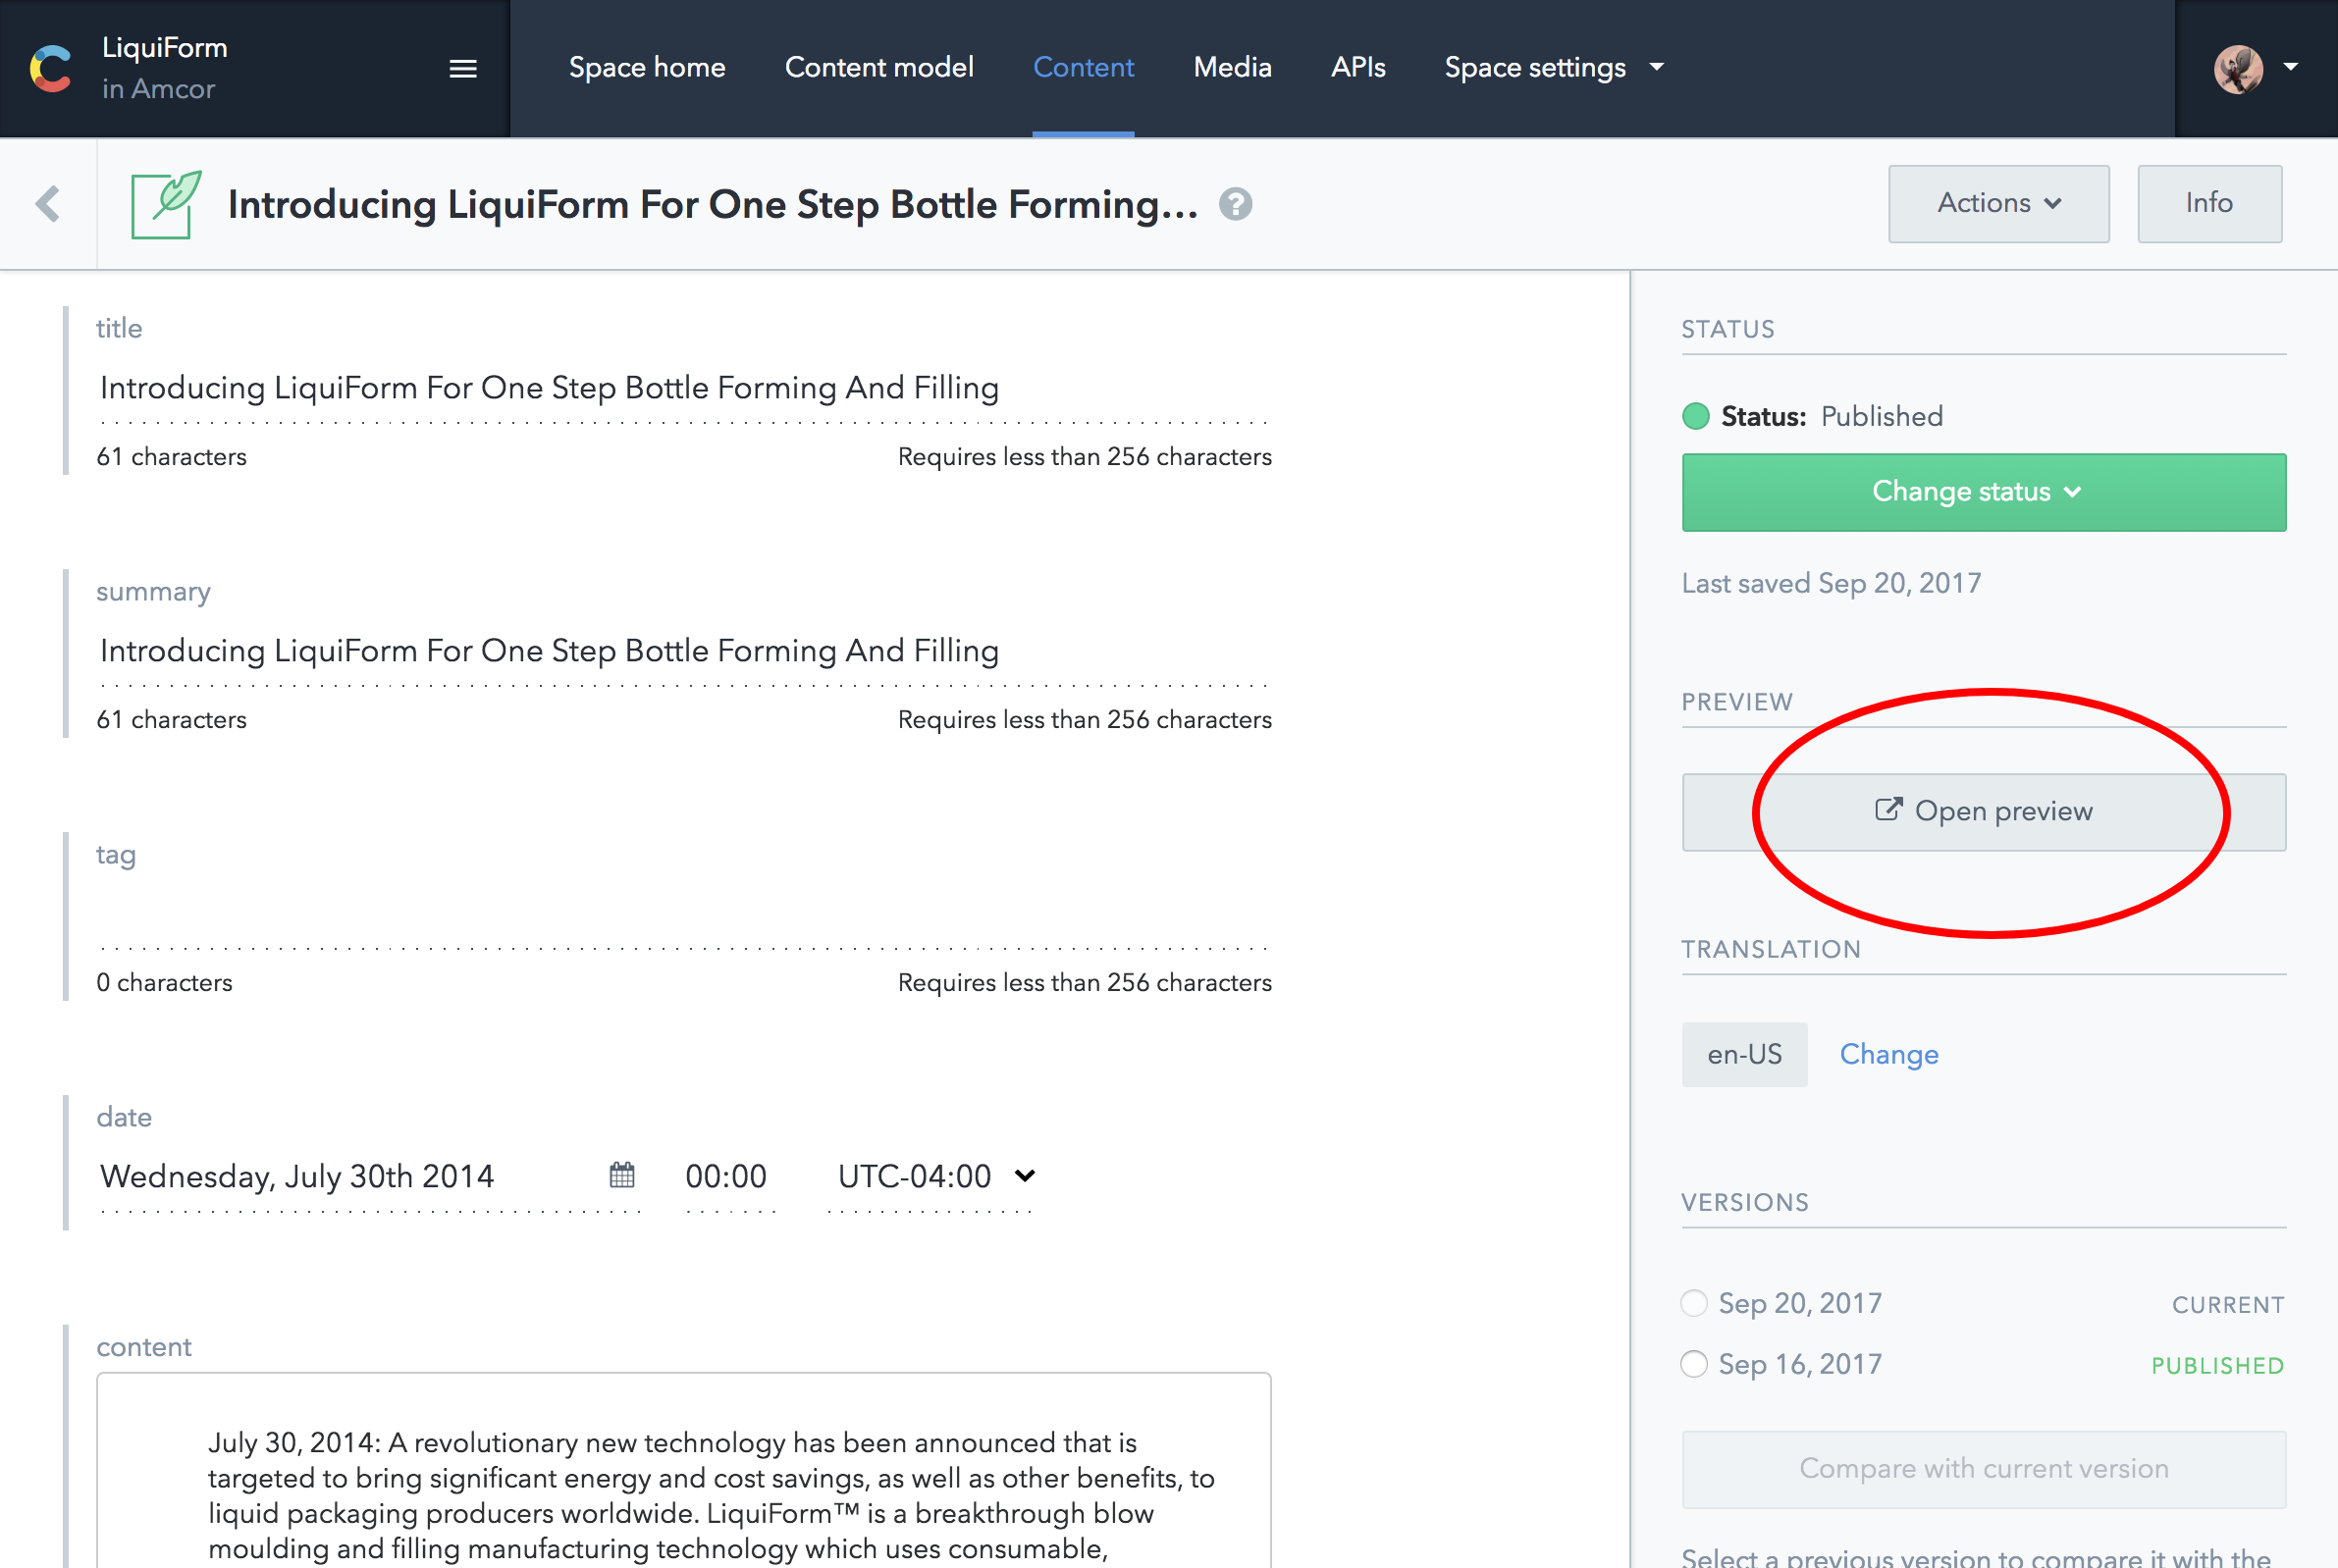 LiquiForm
in Amcor
Space home
Content model
Content
Media
APIs
Space settings
Introducing LiquiForm For One Step Bottle Forming...
?
Actions
Info
title
Introducing LiquiForm For One Step Bottle Forming And Filling
61 characters
Requires less than 256 characters
summary
Introducing LiquiForm For One Step Bottle Forming And Filling
61 characters
Requires less than 256 characters
tag
0 characters
Requires less than 256 characters
date
Wednesday, July 30th 2014
00:00
UTC-04:00
content
July 30, 2014: A revolutionary new technology has been announced that is
targeted to bring significant energy and cost savings, as well as other benefits, to
liquid packaging producers worldwide. LiquiForm™ is a breakthrough blow
moulding and filling manufacturing technology which uses consumable,
STATUS
Status: Published
Change status
Last saved Sep 20, 2017
PREVIEW
Open preview
TRANSLATION
en-US
Change
VERSIONS
Sep 20, 2017
CURRENT
Sep 16, 2017
PUBLISHED
Compare with current version
Select a previous version to compare it with the